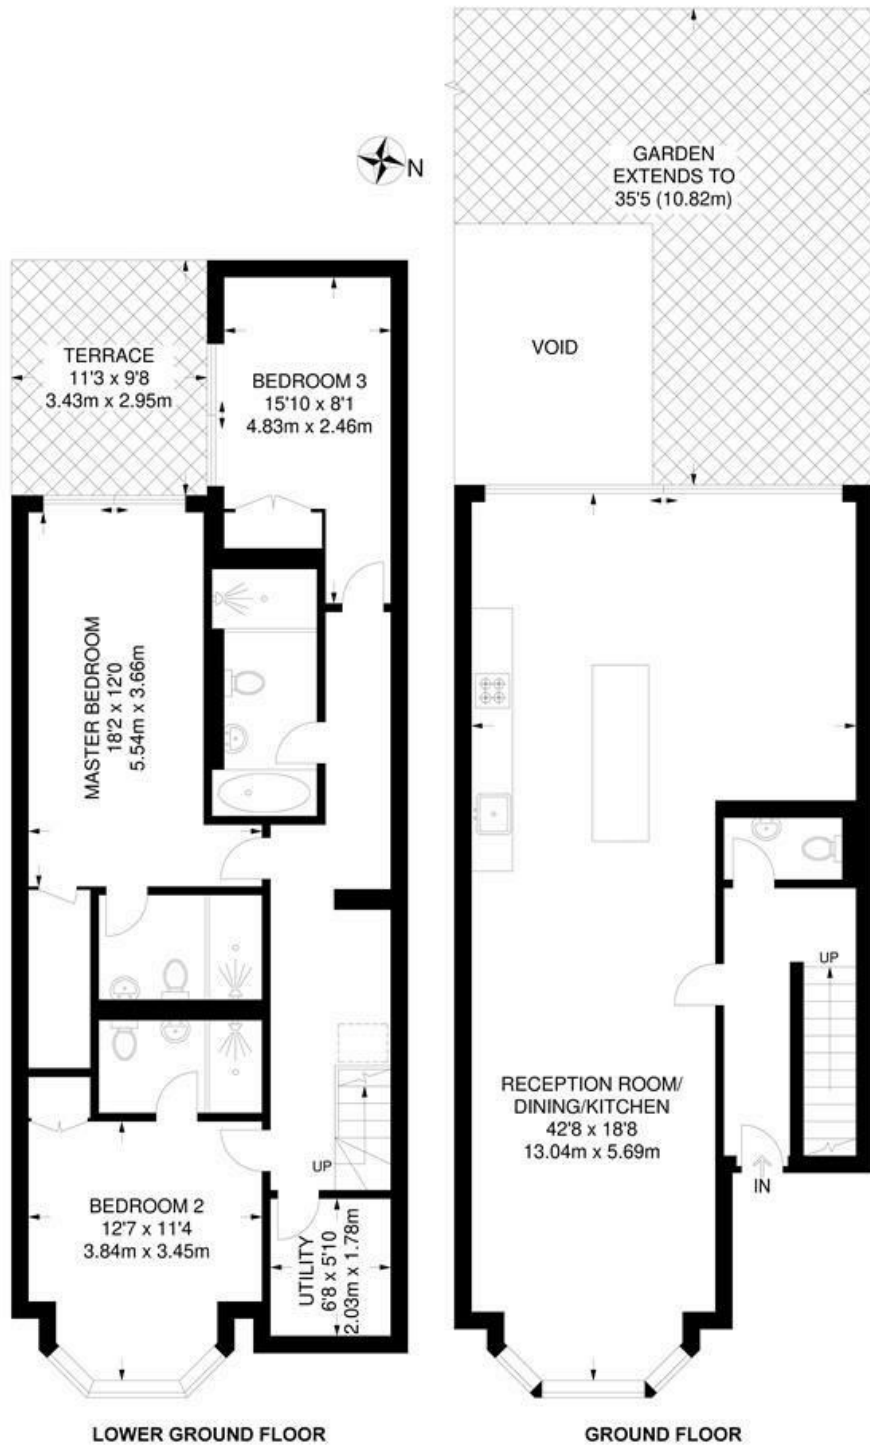 N
TERRACE
11'3 x 9'8
3.43m x 2.95m
BEDROOM 3
15'10 x 8'1
4.83m x 2.46m
MASTER BEDROOM
18'2 x 12'0
5.54m x 3.66m
UP
BEDROOM 2
12'7 x 11'4
3.84m x 3.45m
UTILITY
6'8 x 5'10
2.03m x 1.78m
LOWER GROUND FLOOR
GARDEN
EXTENDS TO
35'5 (10.82m)
VOID
UP
RECEPTION ROOM/
DINING/KITCHEN
42'8 x 18'8
13.04m x 5.69m
IN
GROUND FLOOR